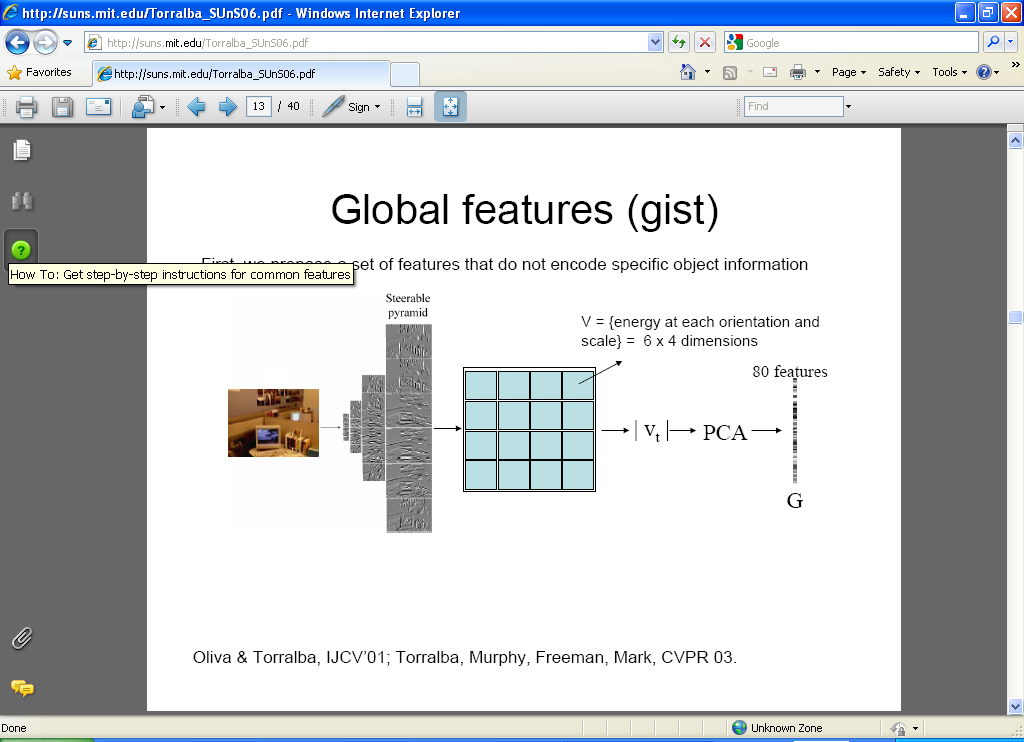 http://suns.mit.edu/Torralba_SUnS06.pdf - Windows Internet Explorer
http://suns.mit.edu/Torralba_SUnS06.pdf
Google
Favorites
http://suns.mit.edu/Torralba_SUnS06.pdf
Page
Safety
Tools
13 / 40
Sign
Find
Global features (gist)
First, we propose a set of features that do not encode specific object information
How To: Get step-by-step instructions for common features
Steerable
pyramid
V = {energy at each orientation and
scale} = 6 x 4 dimensions
80 features
| vt |
PCA
G
Oliva & Torralba, IJCV'01; Torralba, Murphy, Freeman, Mark, CVPR 03.
Done
Unknown Zone